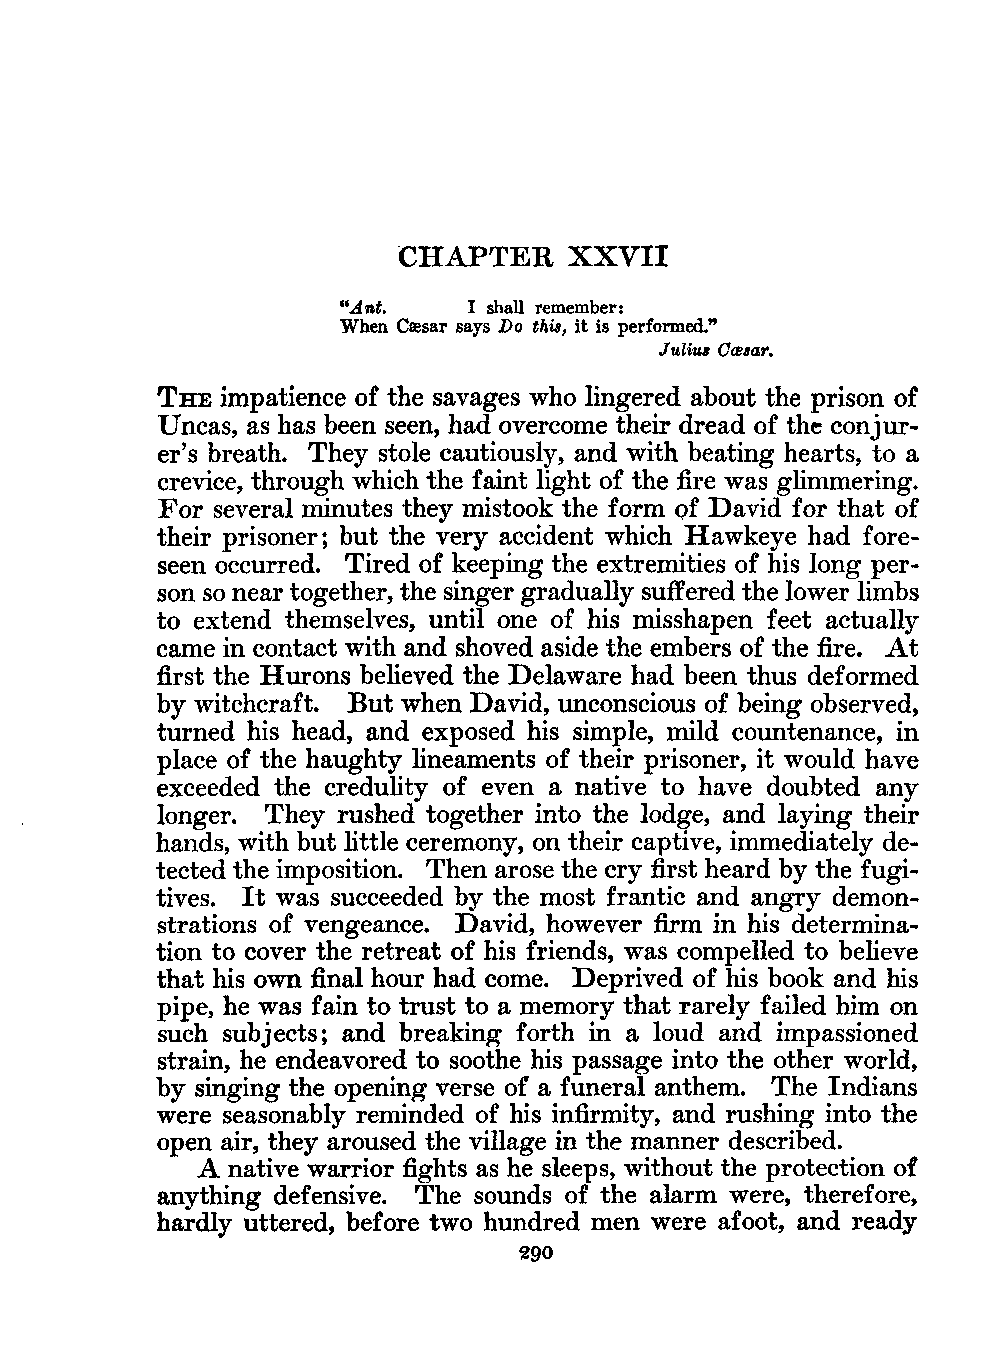 CHAPTER XXVII
"Ant. I shall remember:
When Cæsar says Do this, it is performed."
Julius Cæsar.
THE impatience of the savages who lingered about the prison of
Uncas, as has been seen, had overcome their dread of the conjur-
er's breath. They stole cautiously, and with beating hearts, to a
crevice, through which the faint light of the fire was glimmering.
For several minutes they mistook the form of David for that of
their prisoner; but the very accident which Hawkeye had fore-
seen occurred. Tired of keeping the extremities of his long per-
son so near together, the singer gradually suffered the lower limbs
to extend themselves, until one of his misshapen feet actually
came in contact with and shoved aside the embers of the fire. At
first the Hurons believed the Delaware had been thus deformed
by witchcraft. But when David, unconscious of being observed,
turned his head, and exposed his simple, mild countenance, in
place of the haughty lineaments of their prisoner, it would have
exceeded the credulity of even a native to have doubted any
longer. They rushed together into the lodge, and laying their
hands, with but little ceremony, on their captive, immediately de-
tected the imposition. Then arose the cry first heard by the fugi-
tives. It was succeeded by the most frantic and angry demon-
strations of vengeance. David, however firm in his determina-
tion to cover the retreat of his friends, was compelled to believe
that his own final hour had come. Deprived of his book and his
pipe, he was fain to trust to a memory that rarely failed him on
such subjects; and breaking forth in a loud and impassioned
strain, he endeavored to soothe his passage into the other world,
by singing the opening verse of a funeral anthem. The Indians
were seasonably reminded of his infirmity, and rushing into the
open air, they aroused the village in the manner described.
A native warrior fights as he sleeps, without the protection of
anything defensive. The sounds of the alarm were, therefore,
hardly uttered, before two hundred men were afoot, and ready
290